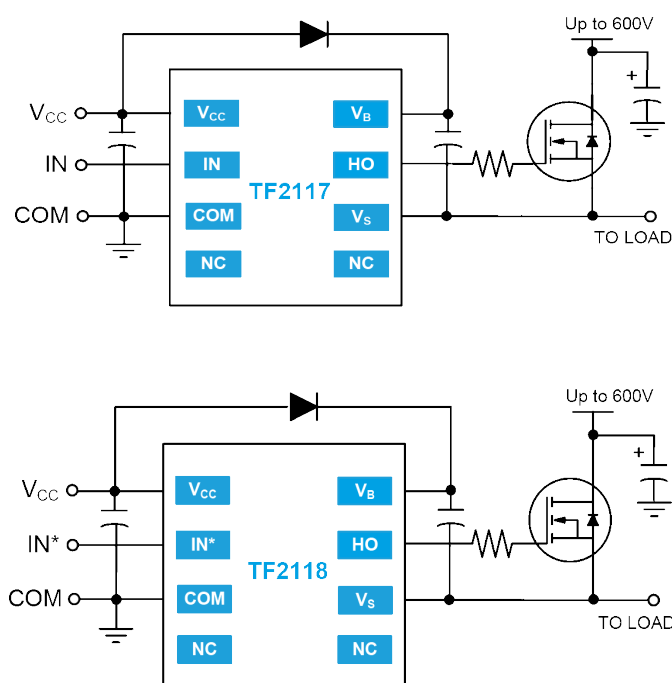 Up to 600V
+
VCC
VCC
VB
IN
IN
HO
TF2117
COM
COM
VS
TO LOAD
NC
NC
Up to 600V
+
VCC
VCC
VB
IN*
IN*
HO
TF2118
COM
COM
VS
TO LOAD
NC
NC